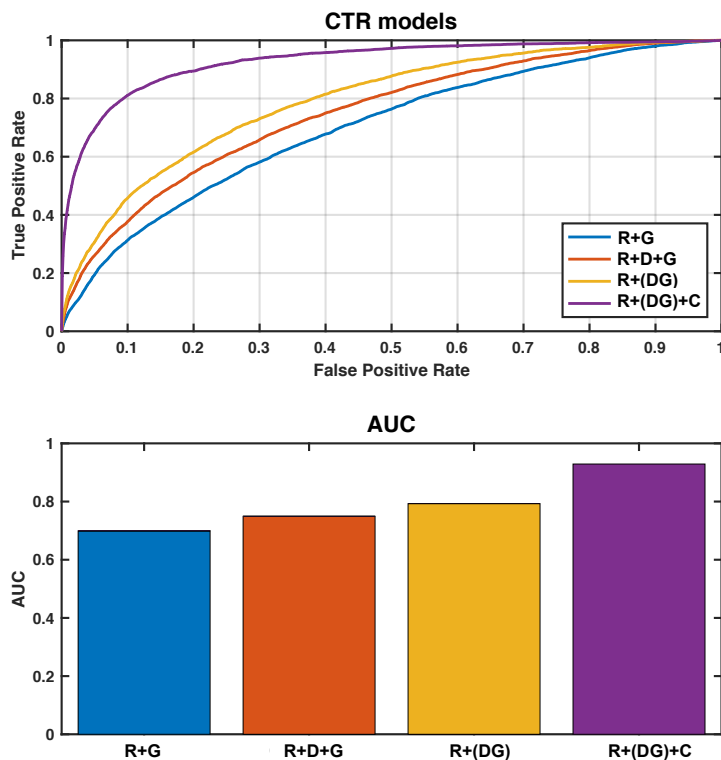 CTR models
True Positive Rate
1
0.8
0.6
0.4
0.2
0
R+G
R+D+G
R+(DG)
R+(DG)+C
0 0.1 0.2 0.3 0.4 0.5 0.6 0.7 0.8 0.9 1
False Positive Rate
AUC
AUC
1
0.8
0.6
0.4
0.2
0
R+G R+D+G R+(DG) R+(DG)+C